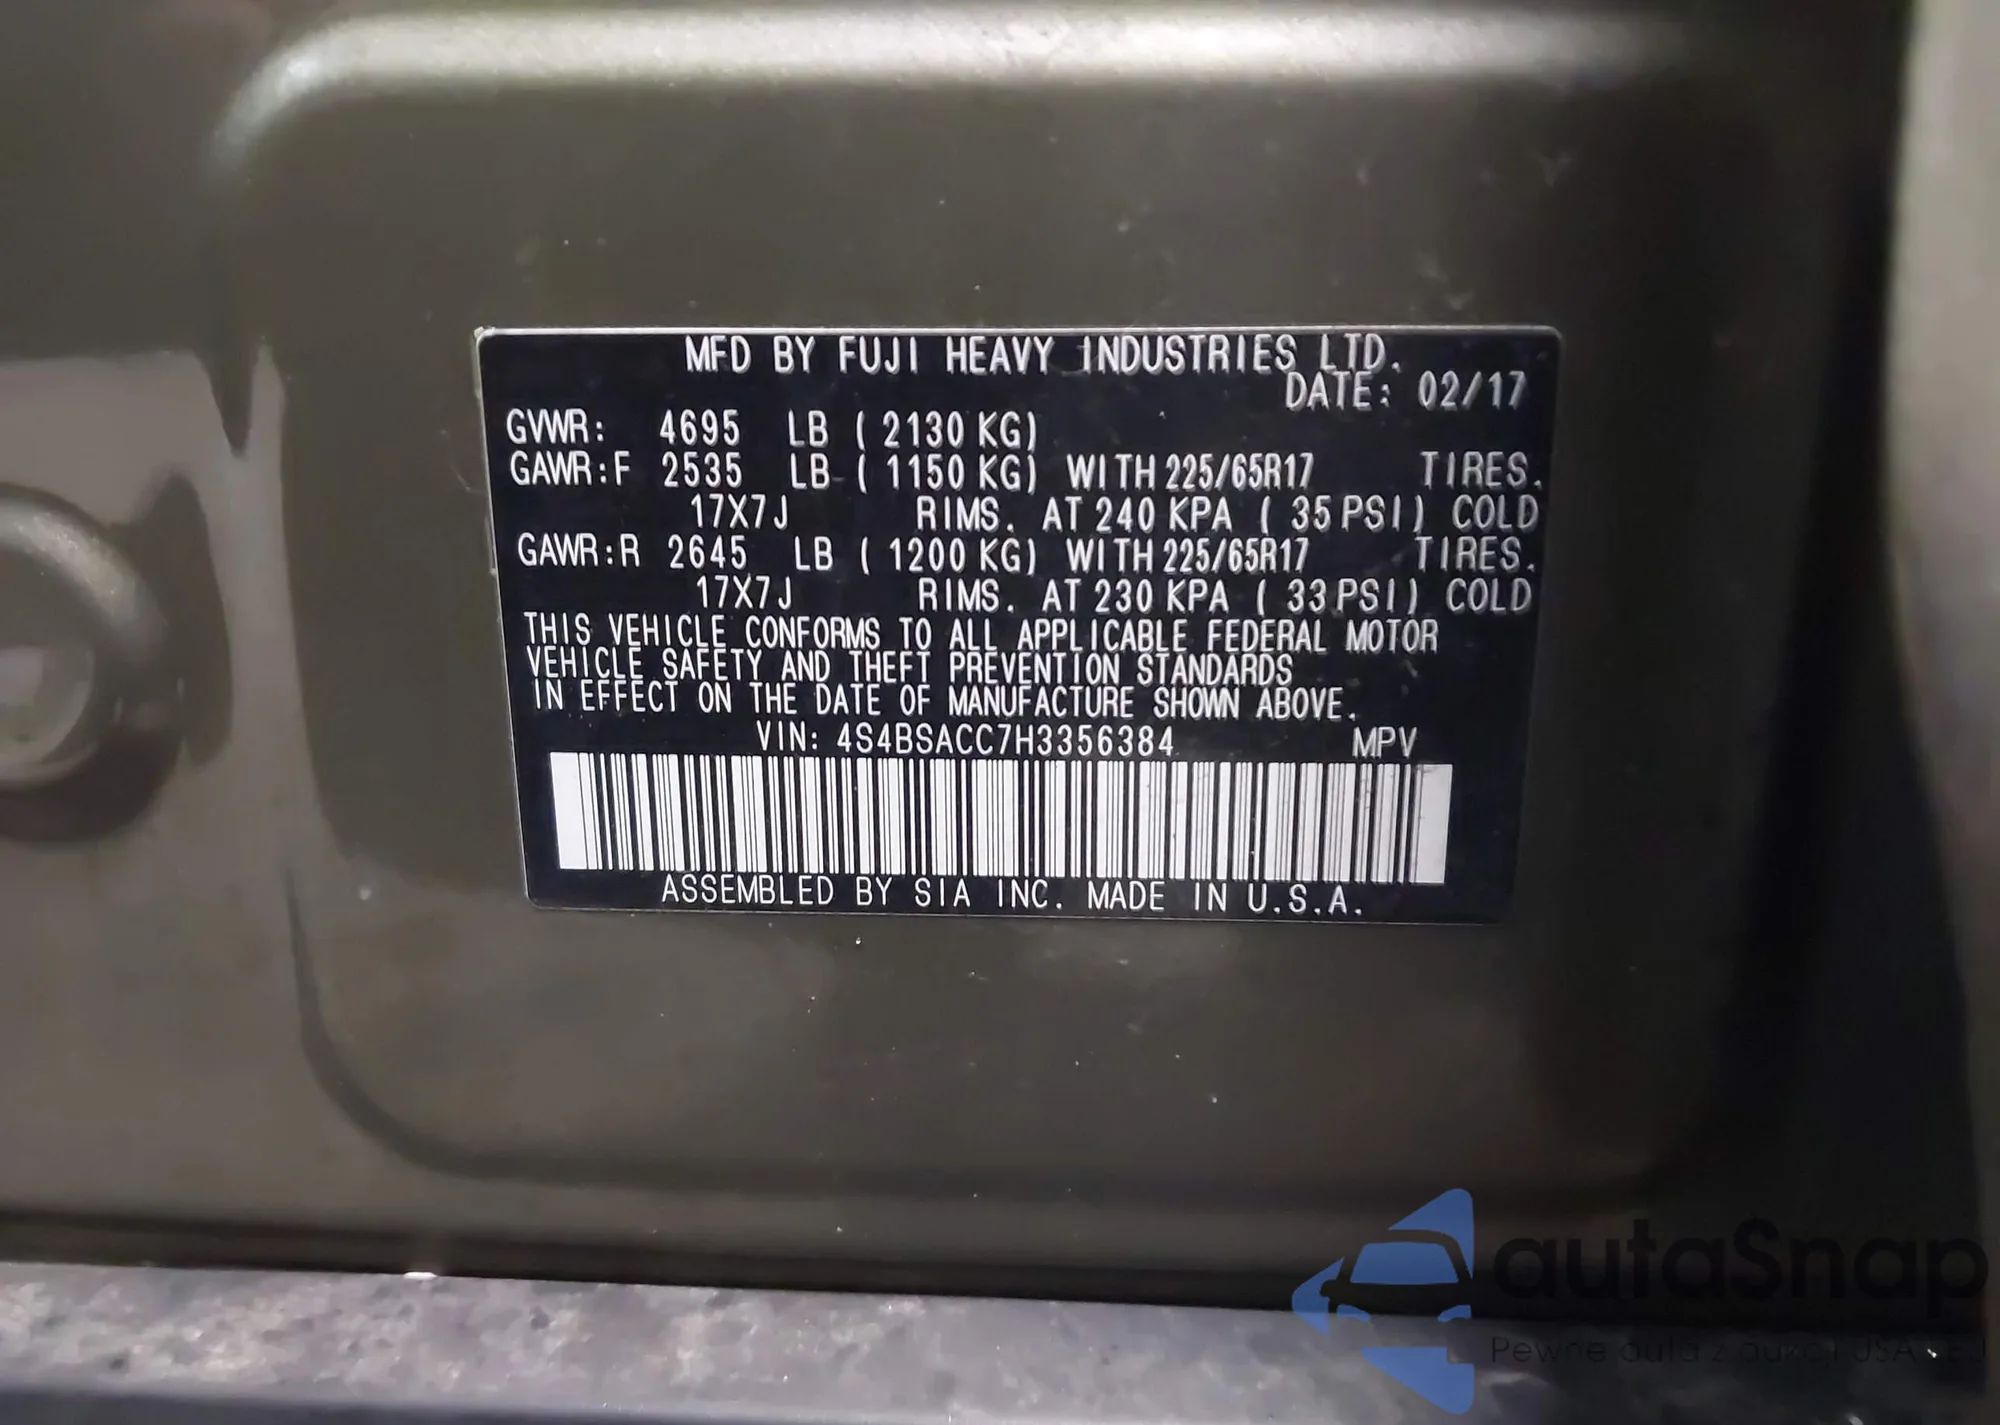 MFD BY FUJI HEAVY INDUSTRIES LTD.
DATE: 02/17
GVWR: 4695 LB ( 2130 KG)
GAWR:F 2535 LB ( 1150 KG) WITH 225/65R17 TIRES.
17X7J RIMS. AT 240 KPA ( 35 PSI) COLD
GAWR:R 2645 LB ( 1200 KG) WITH 225/65R17 TIRES.
17X7J RIMS. AT 230 KPA ( 33 PSI) COLD
THIS VEHICLE CONFORMS TO ALL APPLICABLE FEDERAL MOTOR
VEHICLE SAFETY AND THEFT PREVENTION STANDARDS
IN EFFECT ON THE DATE OF MANUFACTURE SHOWN ABOVE.
VIN: 4S4BSACC7H3356384 MPV
ASSEMBLED BY SIA INC. MADE IN U.S.A.
autaSnap
Pewne auta z